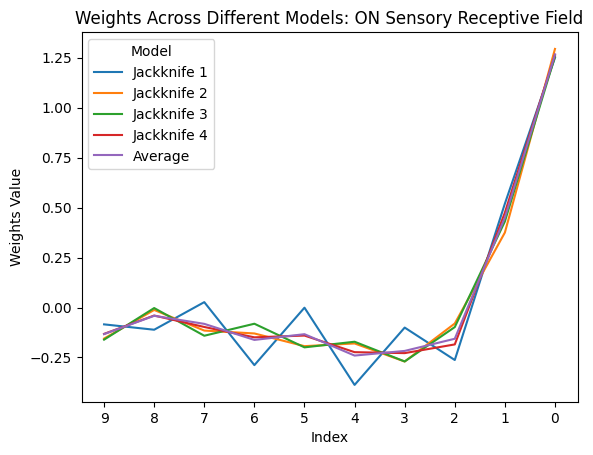 Weights Across Different Models: ON Sensory Receptive Field
Model
Jackknife 1
Jackknife 2
Jackknife 3
Jackknife 4
Average
Weights Value
1.25
1.00
0.75
0.50
0.25
0.00
−0.25
9 8 7 6 5 4 3 2 1 0
Index